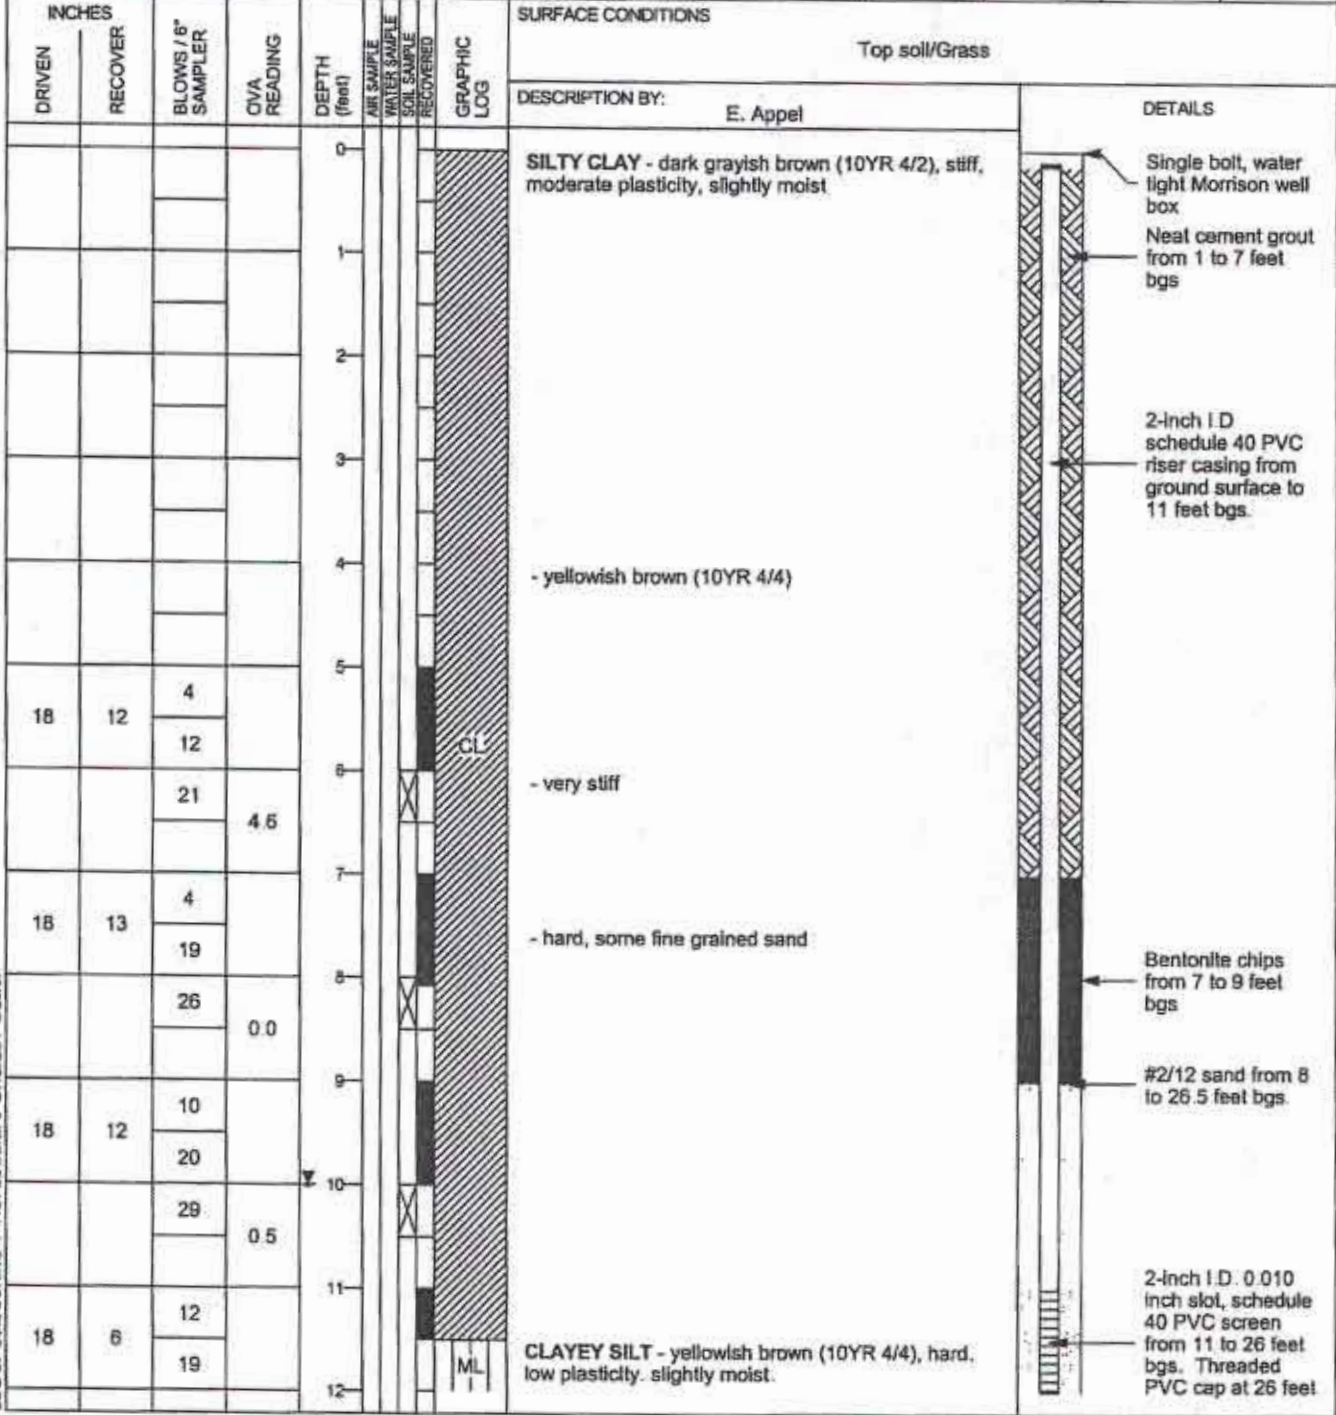 INCHES
DRIVEN
RECOVER
BLOWS / 6"
SAMPLER
OVA
READING
DEPTH
(feet)
AIR SAMPLE
WATER SAMPLE
SOIL SAMPLE
RECOVERED
GRAPHIC
LOG
SURFACE CONDITIONS
Top soil/Grass
DESCRIPTION BY:
E. Appel
DETAILS
0
SILTY CLAY - dark grayish brown (10YR 4/2), stiff,
moderate plasticity, slightly moist
Single bolt, water
tight Morrison well
box
Neat cement grout
from 1 to 7 feet
bgs
1
2
2-inch I.D
schedule 40 PVC
riser casing from
ground surface to
11 feet bgs.
3
4
- yellowish brown (10YR 4/4)
5
4
18 12
12
CL
6
- very stiff
21
4.6
7
4
18 13
19
- hard, some fine grained sand
8
Bentonite chips
from 7 to 9 feet
bgs
26
0.0
9
#2/12 sand from 8
to 26.5 feet bgs.
10
18 12
20
10
29
0.5
11
12
18 6
19
2-inch I.D. 0.010
inch slot, schedule
40 PVC screen
from 11 to 26 feet
bgs. Threaded
PVC cap at 26 feet
ML
CLAYEY SILT - yellowish brown (10YR 4/4), hard,
low plasticity. slightly moist.
12